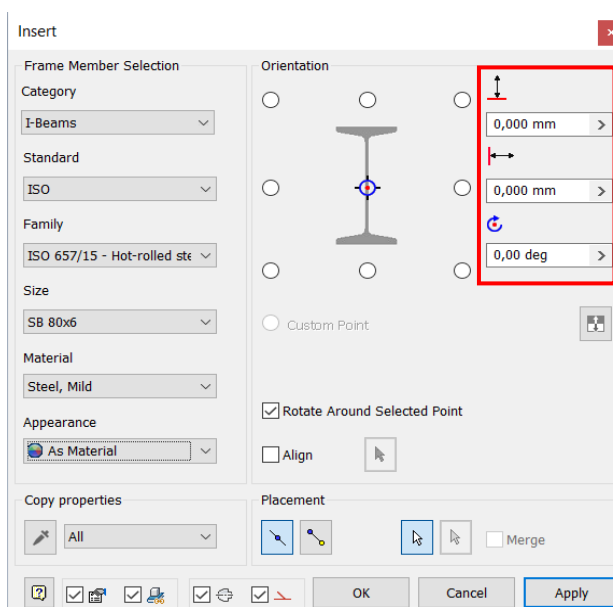 Insert
Frame Member Selection
Category
I-Beams
Standard
ISO
Family
ISO 657/15 - Hot-rolled ste
Size
SB 80x6
Material
Steel, Mild
Appearance
As Material
Copy properties
All
Orientation
0,000 mm
0,000 mm
0,00 deg
Custom Point
Rotate Around Selected Point
Align
Placement
Merge
OK
Cancel
Apply